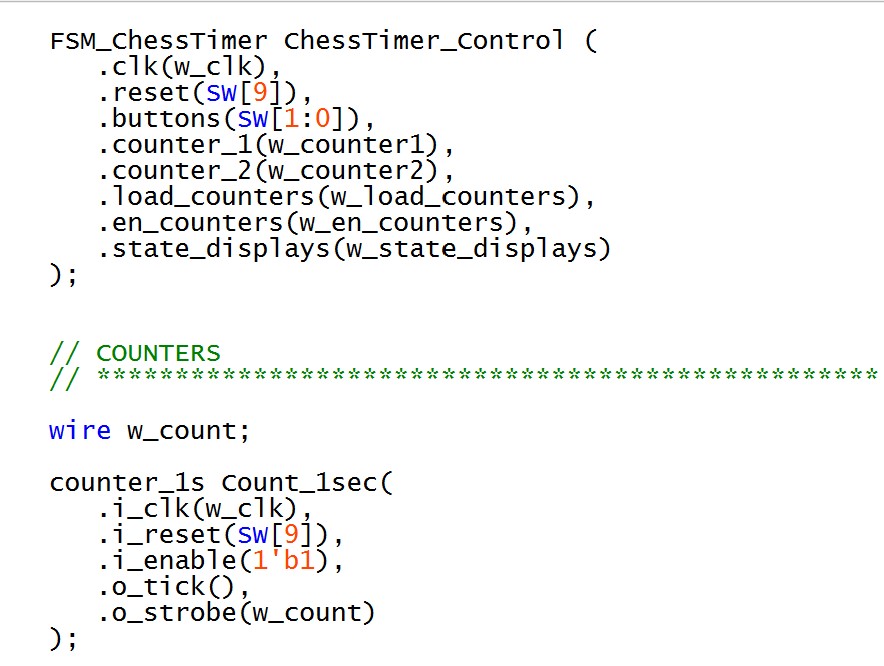 FSM_ChessTimer ChessTimer_Control (
.clk(w_clk),
.reset(SW[9]),
.buttons(SW[1:0]),
.counter_1(w_counter1),
.counter_2(w_counter2),
.load_counters(w_load_counters),
.en_counters(w_en_counters),
.state_displays(w_state_displays)
);
// COUNTERS
// **************************************************
wire w_count;
counter_1s Count_1sec(
.i_clk(w_clk),
.i_reset(SW[9]),
.i_enable(1'b1),
.o_tick(),
.o_strobe(w_count)
);